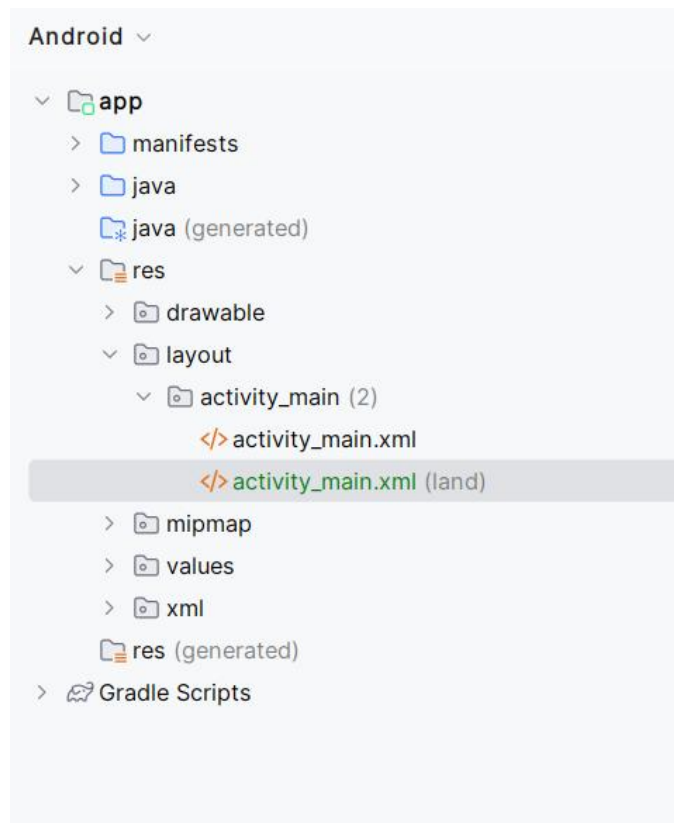 Android
app
manifests
java
java (generated)
res
drawable
layout
activity_main (2)
</> activity_main.xml
</> activity_main.xml (land)
mipmap
values
xml
res (generated)
Gradle Scripts